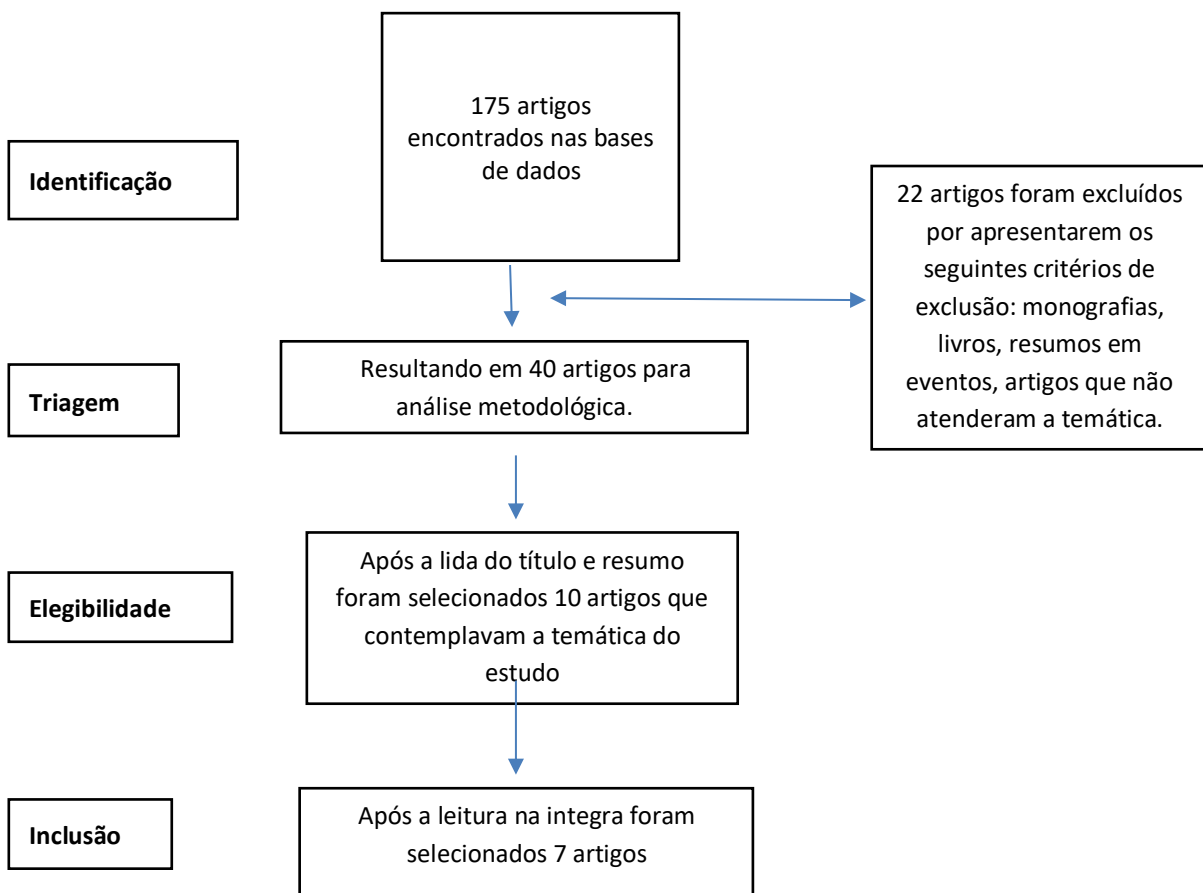 175 artigos
encontrados nas bases
de dados
Identificação
22 artigos foram excluídos
por apresentarem os
seguintes critérios de
exclusão: monografias,
livros, resumos em
eventos, artigos que não
atenderam a temática.
Resultando em 40 artigos para
análise metodológica.
Triagem
Após a lida do título e resumo
foram selecionados 10 artigos que
contemplavam a temática do
estudo
Elegibilidade
Após a leitura na integra foram
selecionados 7 artigos
Inclusão